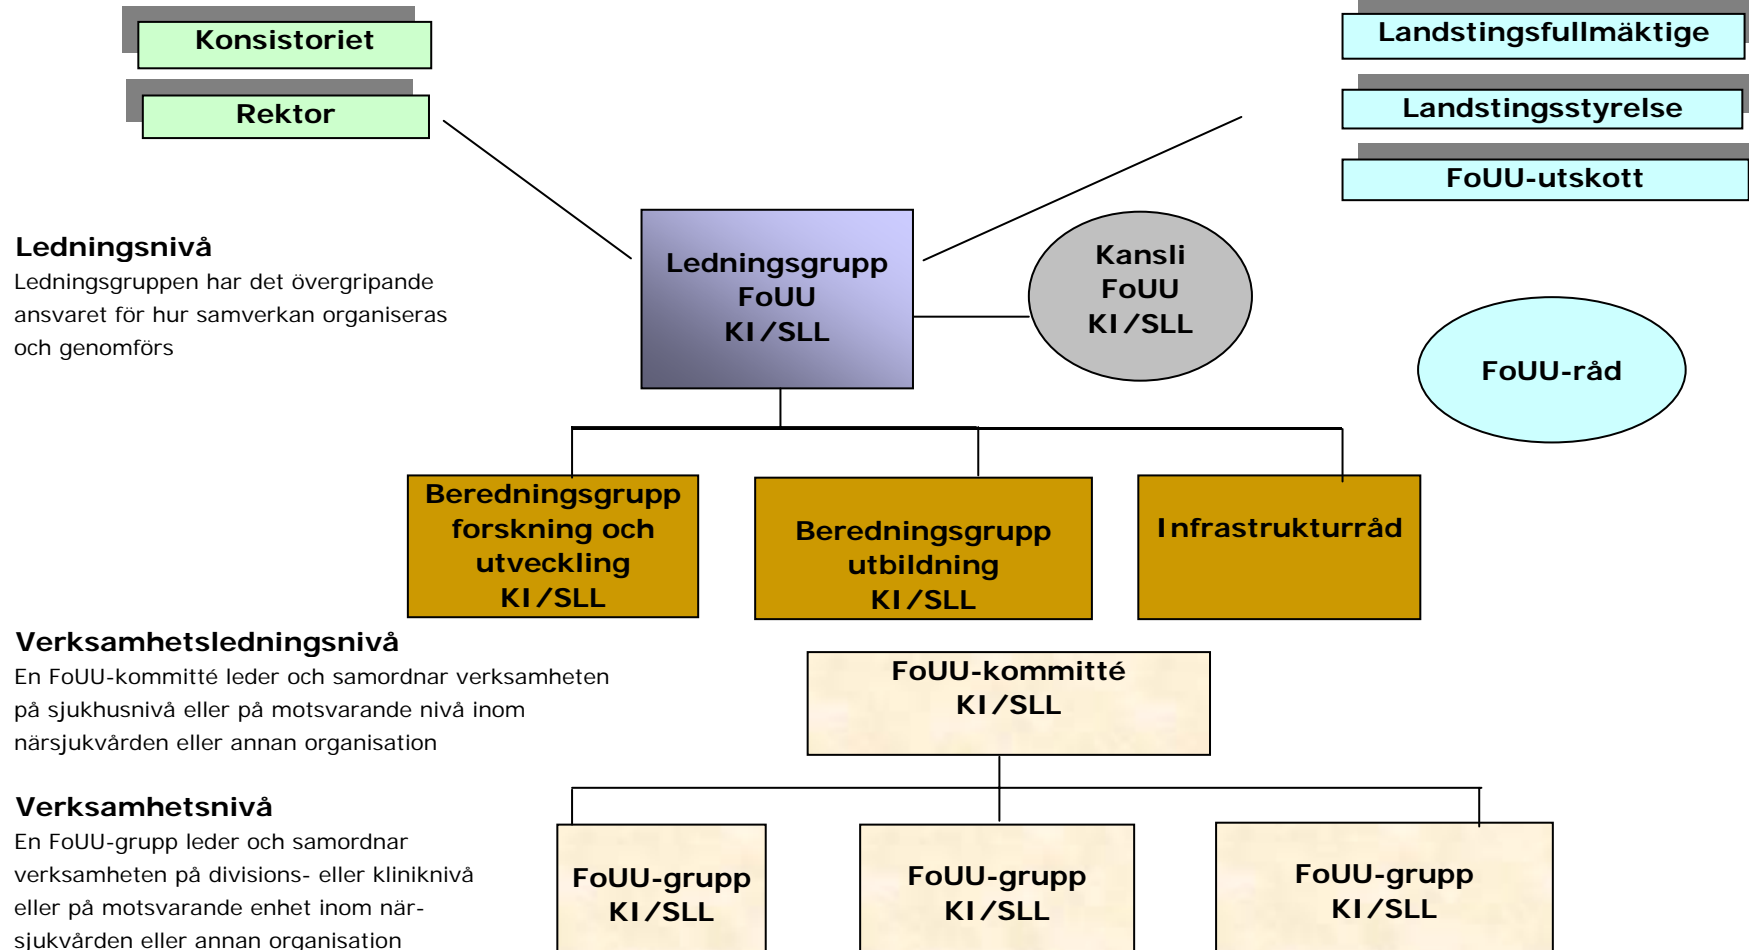 Konsistoriet
Rektor
Landstingsfullmäktige
Landstingsstyrelse
FoUU-utskott
Ledningsnivå
Ledningsgruppen har det övergripande
ansvaret för hur samverkan organiseras
och genomförs
Ledningsgrupp
FoUU
KI/SLL
Kansli
FoUU
KI/SLL
FoUU-råd
Beredningsgrupp
forskning och
utveckling
KI/SLL
Beredningsgrupp
utbildning
KI/SLL
Infrastrukturråd
Verksamhetsledningsnivå
En FoUU-kommitté leder och samordnar verksamheten
på sjukhusnivå eller på motsvarande nivå inom
närsjukvården eller annan organisation
FoUU-kommitté
KI/SLL
Verksamhetsnivå
En FoUU-grupp leder och samordnar
verksamheten på divisions- eller kliniknivå
eller på motsvarande enhet inom när-
sjukvården eller annan organisation
FoUU-grupp
KI/SLL
FoUU-grupp
KI/SLL
FoUU-grupp
KI/SLL